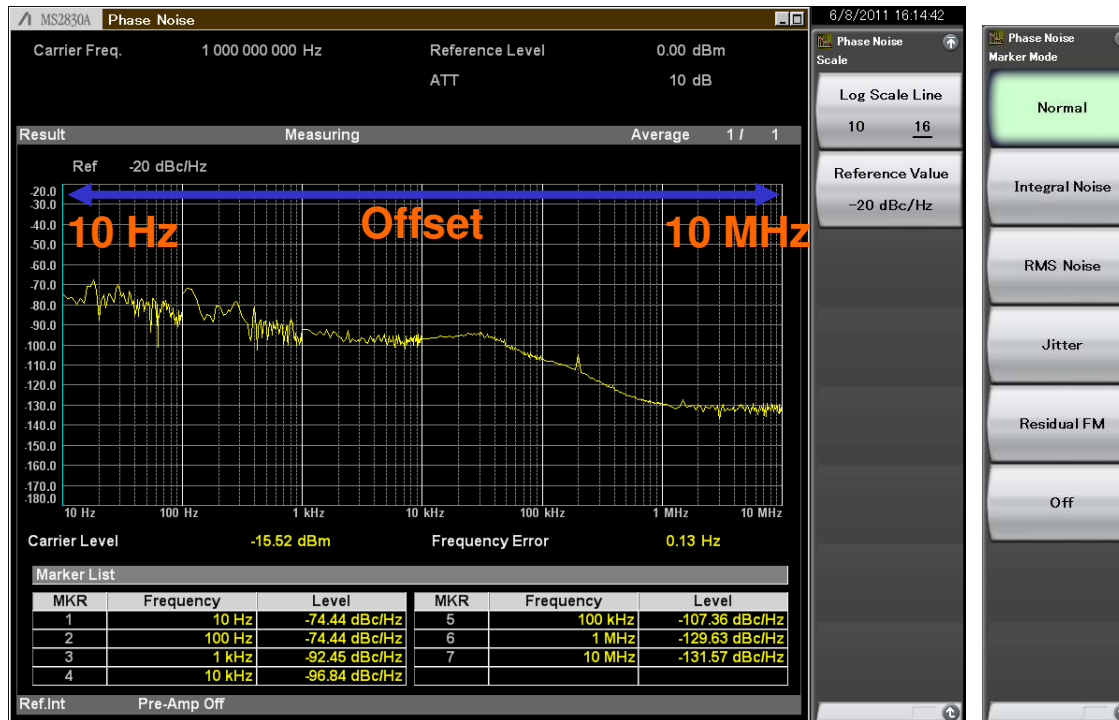 MS2830A Phase Noise
Carrier Freq. 1 000 000 000 Hz Reference Level 0.00 dBm
ATT 10 dB
Result Measuring Average 1 / 1
Ref -20 dBc/Hz
-20.0
-30.0
-40.0
-50.0
-60.0
-70.0
-80.0
-90.0
-100.0
-110.0
-120.0
-130.0
-140.0
-150.0
-160.0
-170.0
-180.0
10 Hz Offset 10 MHz
10 Hz 100 Hz 1 kHz 10 kHz 100 kHz 1 MHz 10 MHz
Carrier Level -15.52 dBm Frequency Error 0.13 Hz
Marker List
MKR Frequency Level MKR Frequency Level
1 10 Hz -74.44 dBc/Hz 5 100 kHz -107.36 dBc/Hz
2 100 Hz -74.44 dBc/Hz 6 1 MHz -129.63 dBc/Hz
3 1 kHz -92.45 dBc/Hz 7 10 MHz -131.57 dBc/Hz
4 10 kHz -96.84 dBc/Hz
Ref.Int Pre-Amp Off
6/8/2011 16:14:42
Phase Noise
Scale
Log Scale Line
10 16
Reference Value
-20 dBc/Hz
Phase Noise
Marker Mode
Normal
Integral Noise
RMS Noise
Jitter
Residual FM
Off